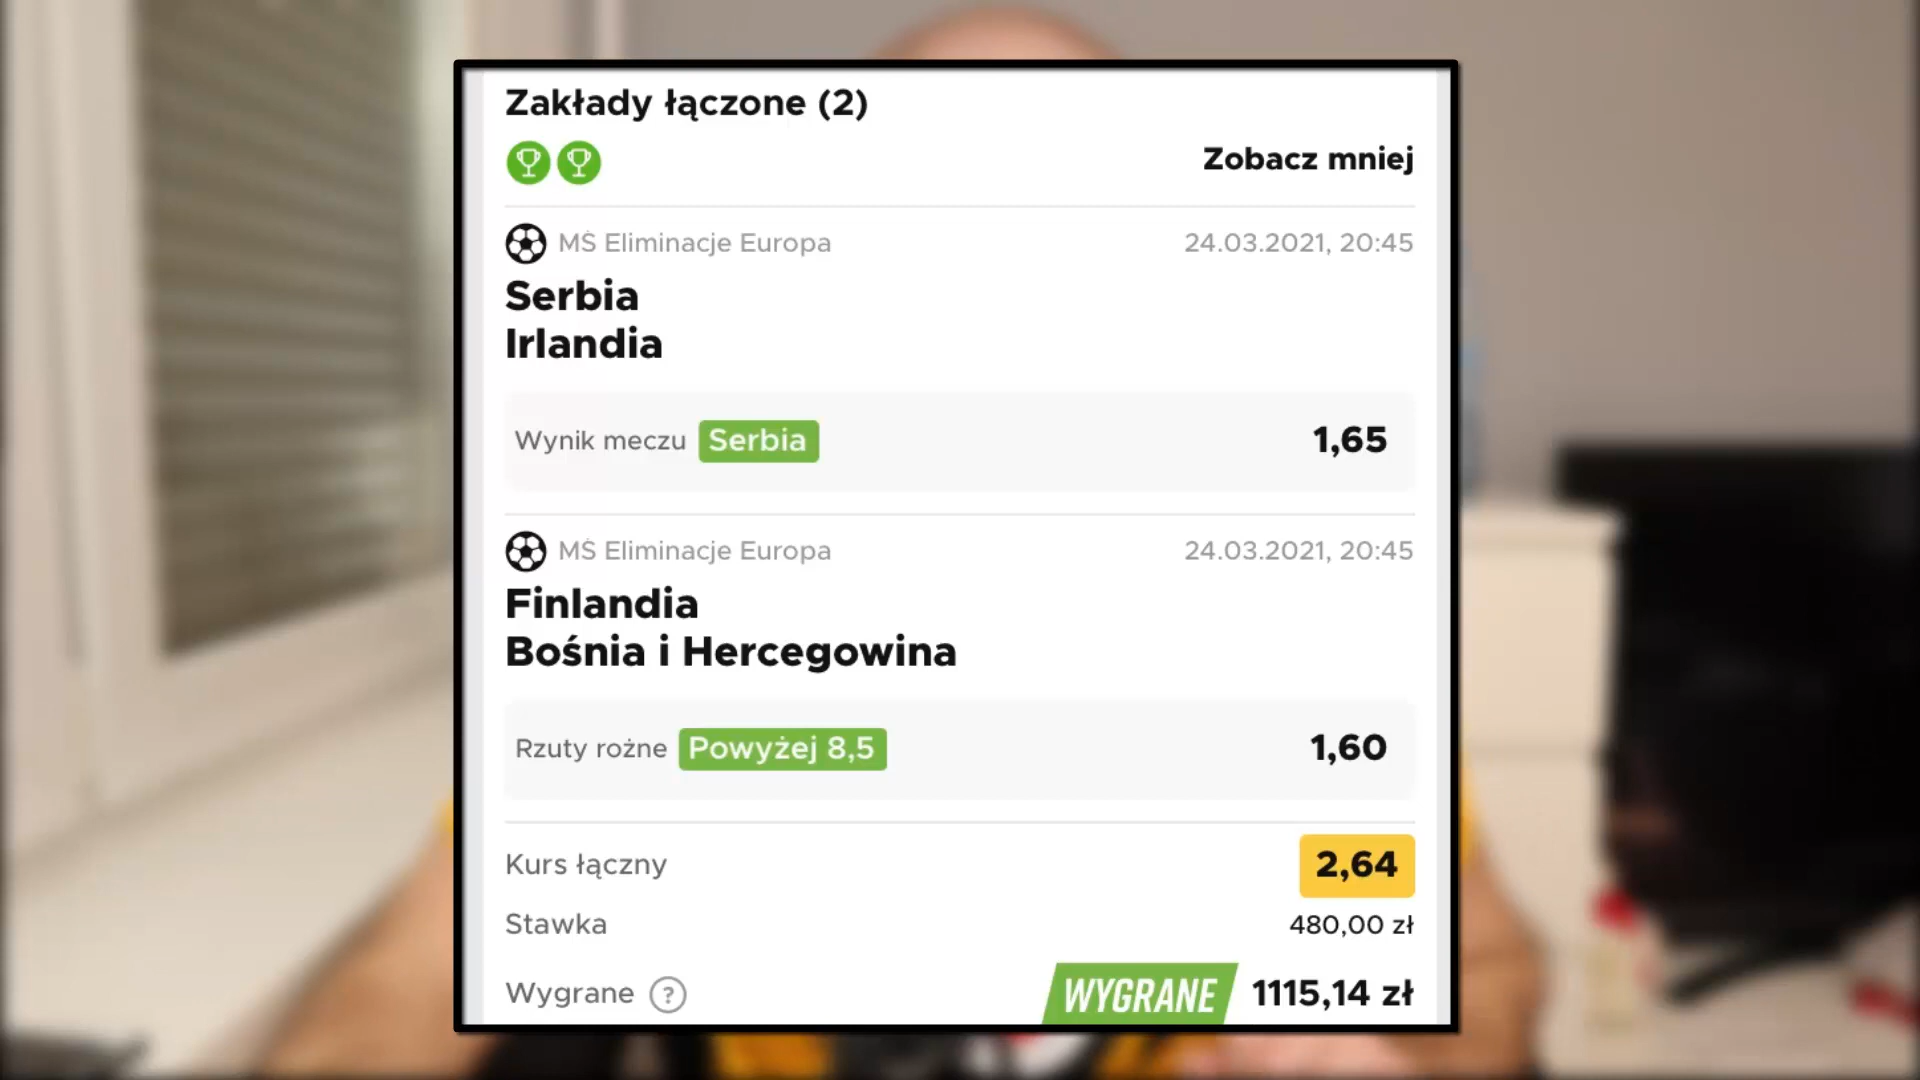 Zakłady łączone (2)
Zobacz mniej
MŚ Eliminacje Europa 24.03.2021, 20:45
Serbia
Irlandia
Wynik meczu Serbia 1,65
MŚ Eliminacje Europa 24.03.2021, 20:45
Finlandia
Bośnia i Hercegowina
Rzuty rożne Powyżej 8,5 1,60
Kurs łączny 2,64
Stawka 480,00 zł
Wygrane ? WYGRANE 1115,14 zł